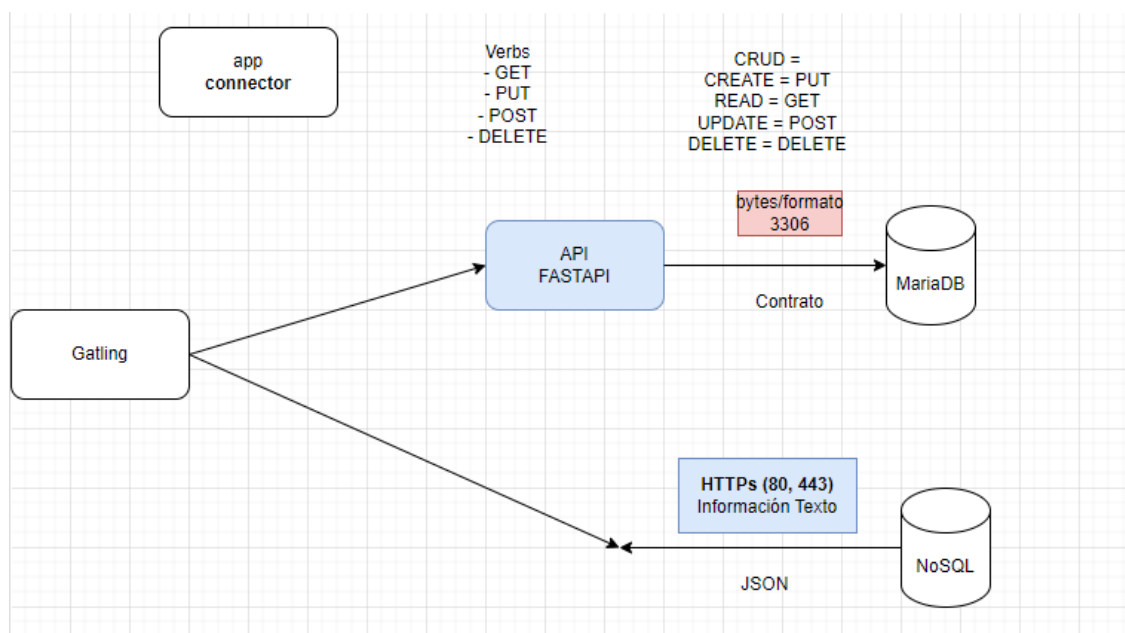 app
connector
Verbs
- GET
- PUT
- POST
- DELETE
CRUD =
CREATE = PUT
READ = GET
UPDATE = POST
DELETE = DELETE
bytes/formato
3306
API
FASTAPI
MariaDB
Contrato
Gatling
HTTPs (80, 443)
Información Texto
NoSQL
JSON